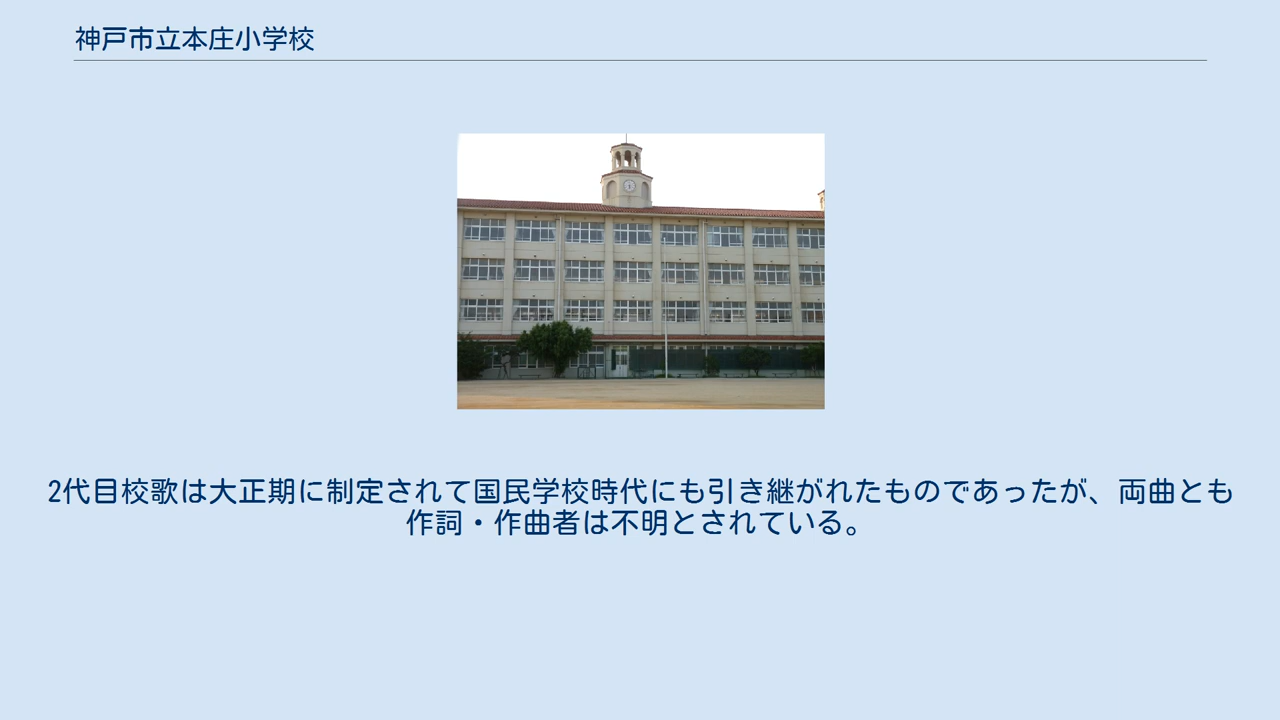 神戸市立本庄小学校
2代目校歌は大正期に制定されて国民学校時代にも引き継がれたものであったが、両曲とも
作詞・作曲者は不明とされている。